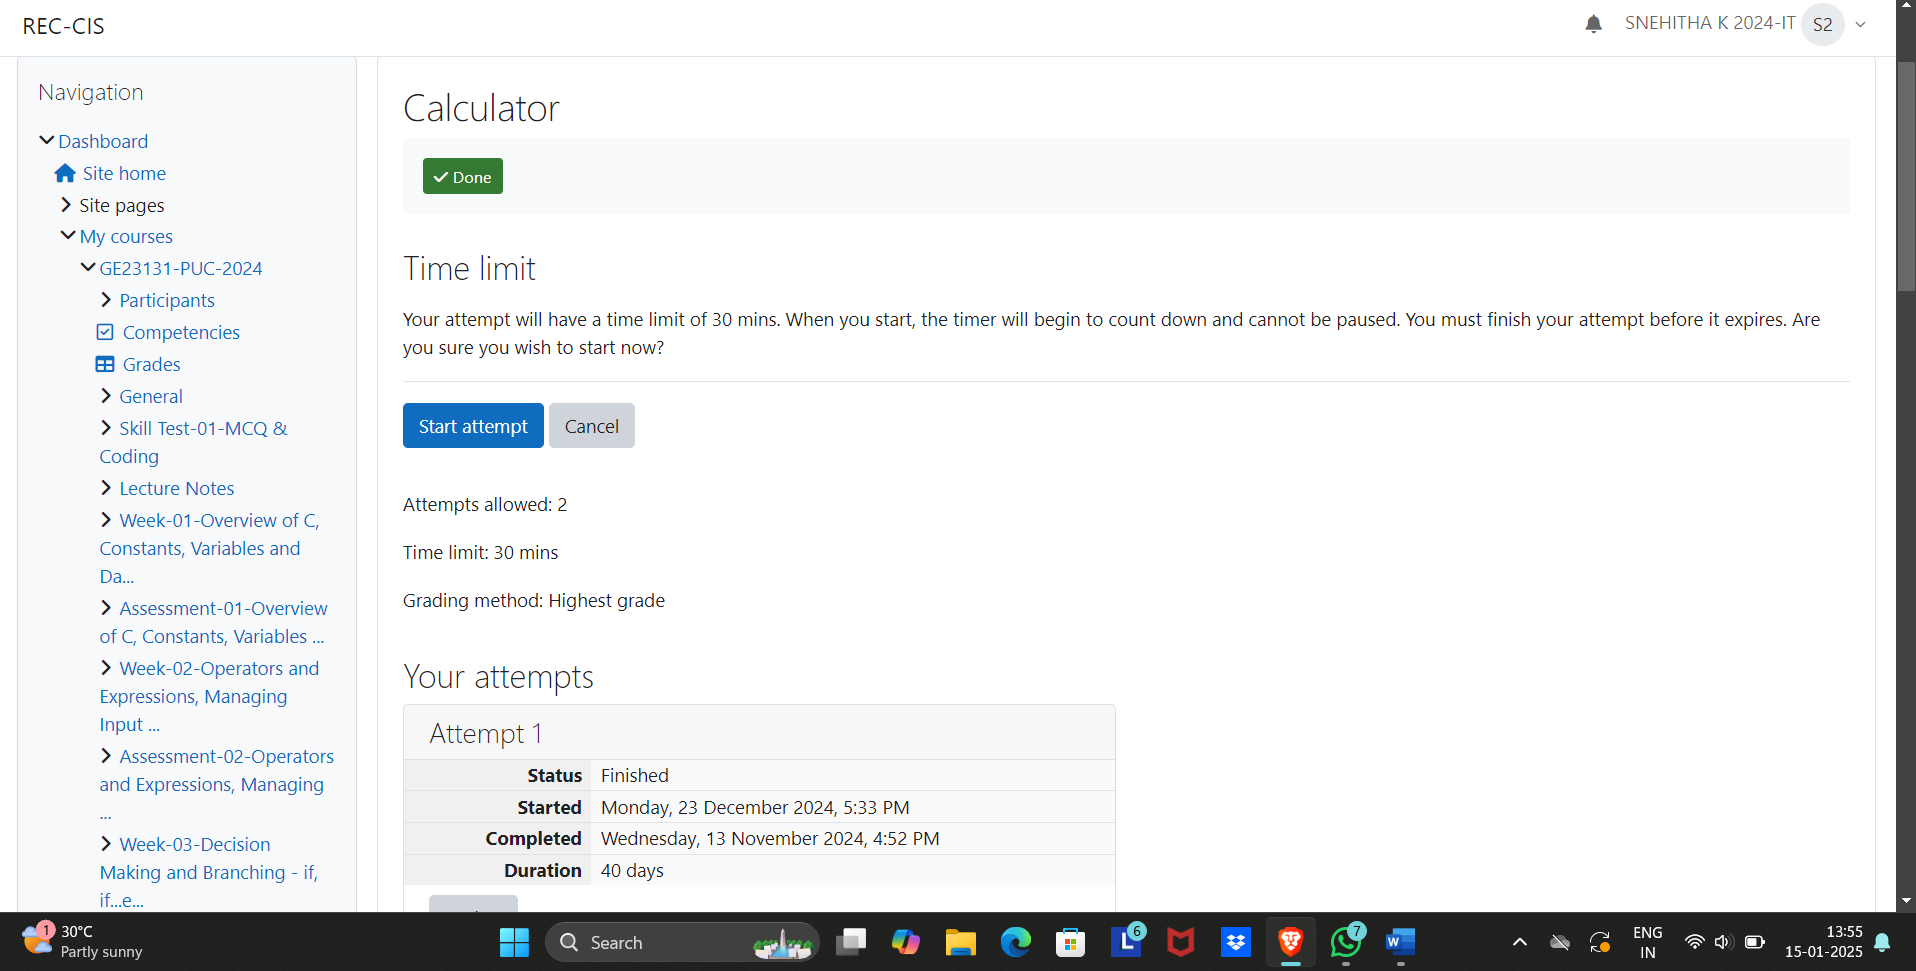 REC-CIS
SNEHITHA K 2024-IT
S2
Navigation
Dashboard
Site home
Site pages
My courses
GE23131-PUC-2024
Participants
Competencies
Grades
General
Skill Test-01-MCQ &
Coding
Lecture Notes
Week-01-Overview of C,
Constants, Variables and
Da...
Assessment-01-Overview
of C, Constants, Variables ...
Week-02-Operators and
Expressions, Managing
Input ...
Assessment-02-Operators
and Expressions, Managing
...
Week-03-Decision
Making and Branching - if,
if...e...
Calculator
Done
Time limit
Your attempt will have a time limit of 30 mins. When you start, the timer will begin to count down and cannot be paused. You must finish your attempt before it expires. Are
you sure you wish to start now?
Start attempt
Cancel
Attempts allowed: 2
Time limit: 30 mins
Grading method: Highest grade
Your attempts
Attempt 1
Status Finished
Started Monday, 23 December 2024, 5:33 PM
Completed Wednesday, 13 November 2024, 4:52 PM
Duration 40 days
1
30°C
Partly sunny
Search
L
6
7
W
ENG
IN
13:55
15-01-2025